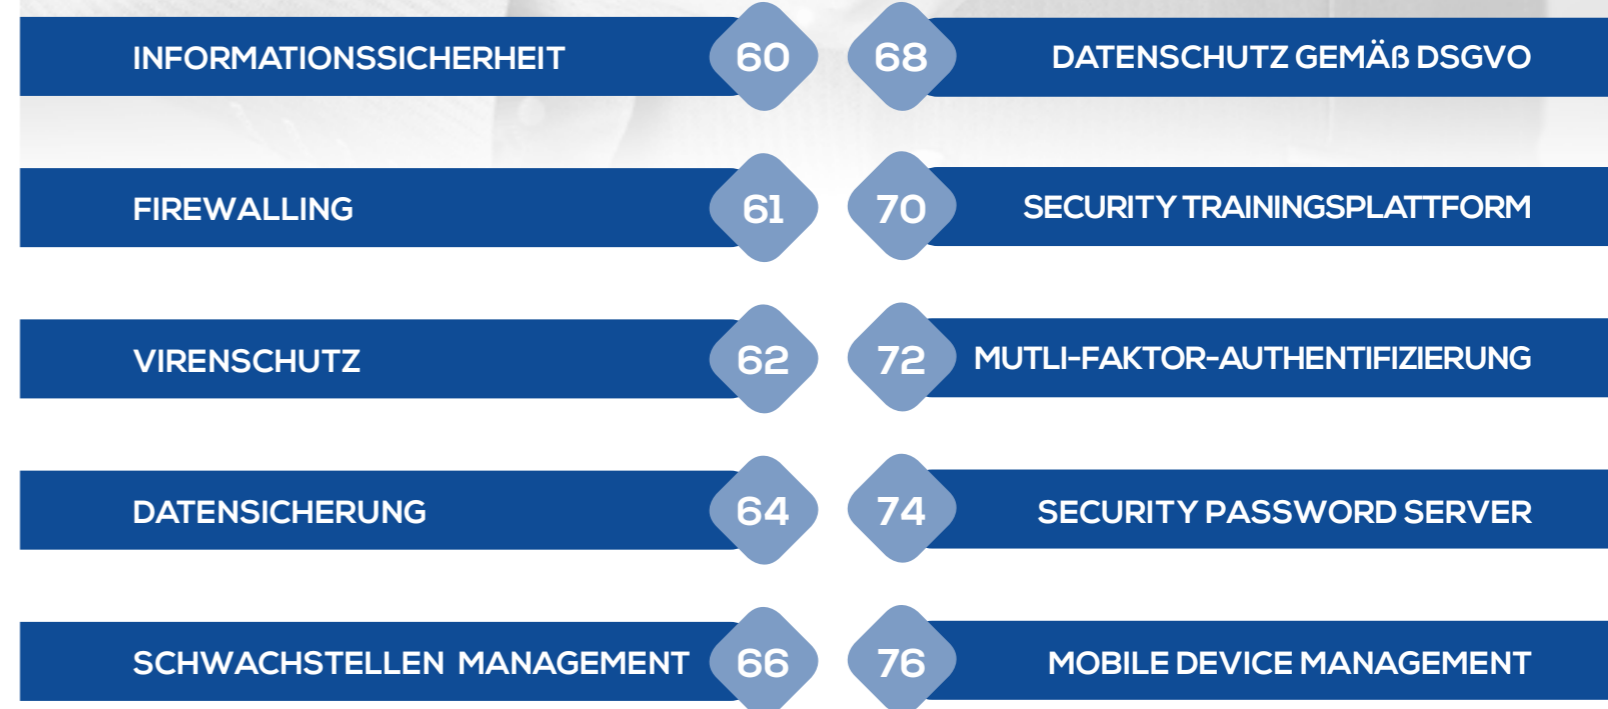 INFORMATIONSSICHERHEIT 60
FIREWALLING 61
VIRENSCHUTZ 62
DATENSICHERUNG 64
SCHWACHSTELLEN MANAGEMENT 66
68 DATENSCHUTZ GEMÄß DSGVO
70 SECURITY TRAININGSPLATTFORM
72 MUTLI-FAKTOR-AUTHENTIFIZIERUNG
74 SECURITY PASSWORD SERVER
76 MOBILE DEVICE MANAGEMENT